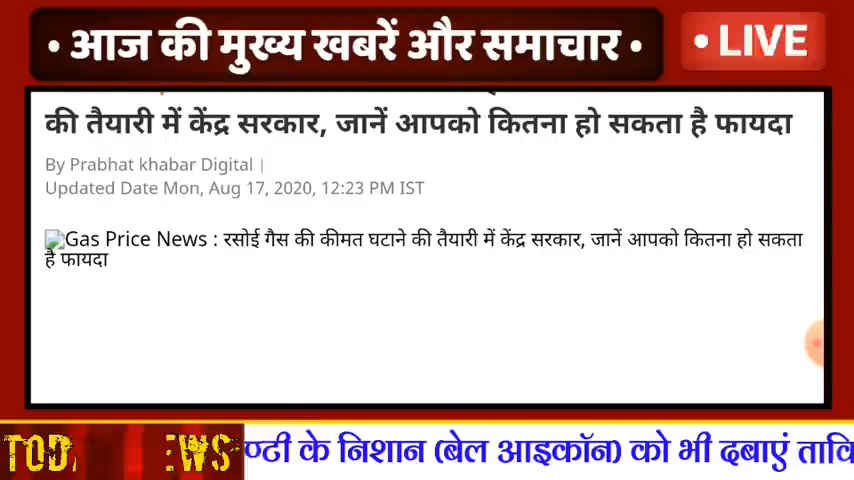 • आज की मुख्य खबरें और समाचार •
• LIVE
की तैयारी में केंद्र सरकार, जानें आपको कितना हो सकता है फायदा
By Prabhat khabar Digital |
Updated Date Mon, Aug 17, 2020, 12:23 PM IST
Gas Price News : रसोई गैस की कीमत घटाने की तैयारी में केंद्र सरकार, जानें आपको कितना हो सकता
है फायदा
के निशान (बेल आइकॉन) को भी दबाएं